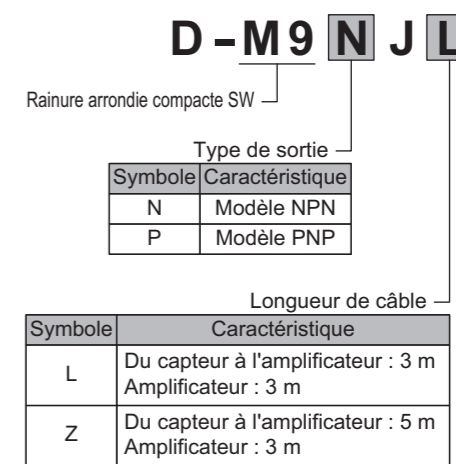 D-M9 N J L
Rainure arrondie compacte SW
Type de sortie
Symbole Caractéristique
N Modèle NPN
P Modèle PNP
Longueur de câble
Symbole Caractéristique
L Du capteur à l'amplificateur : 3 m
Amplificateur : 3 m
Z Du capteur à l'amplificateur : 5 m
Amplificateur : 3 m